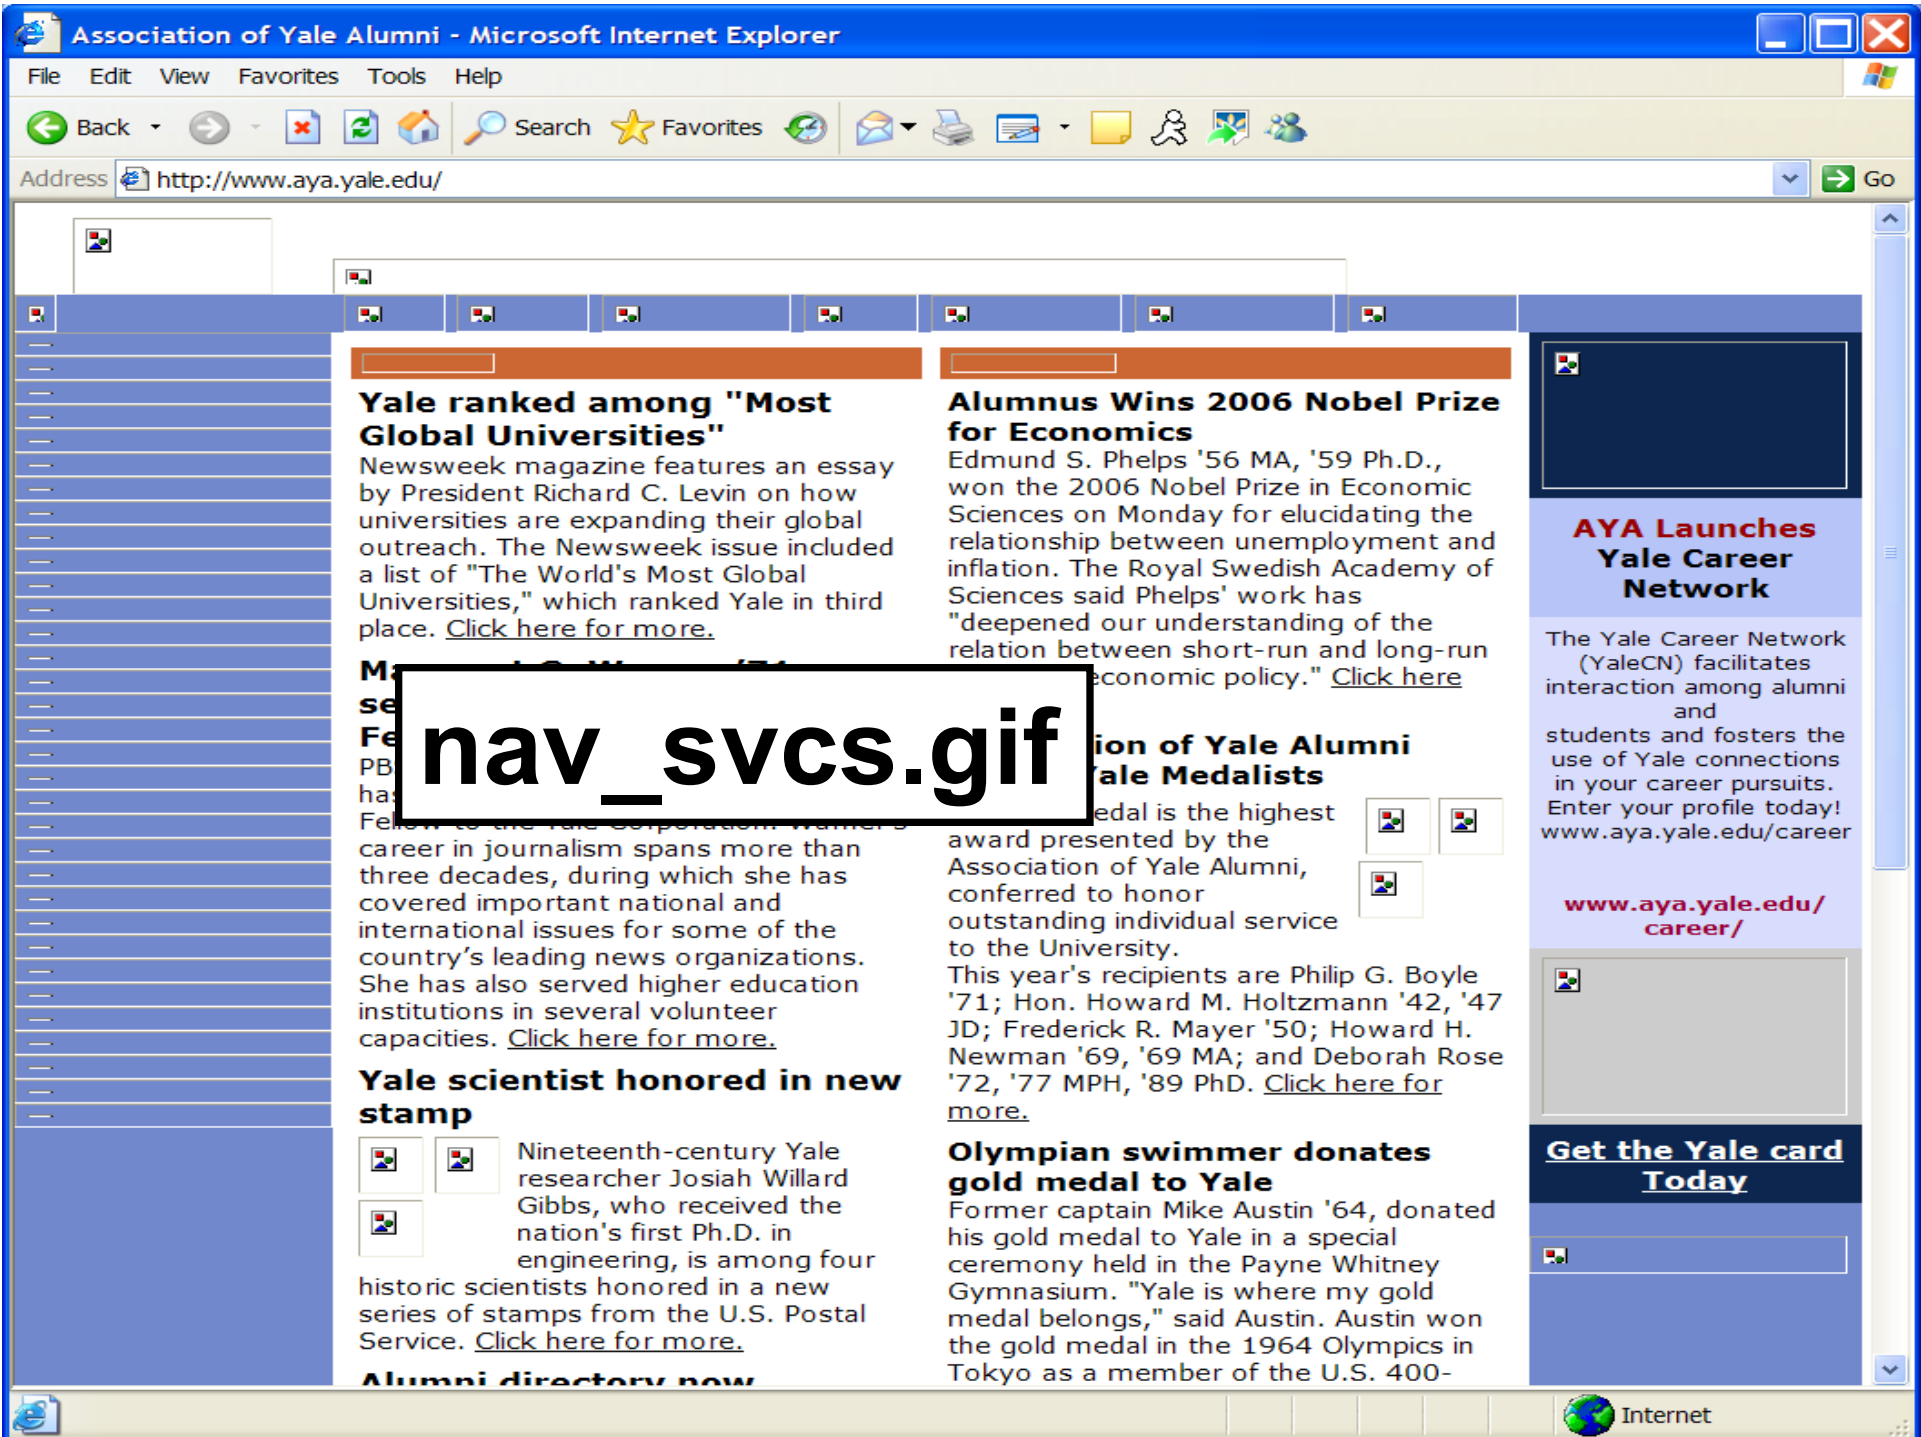 Association of Yale Alumni - Microsoft Internet Explorer
File Edit View Favorites Tools Help
Back Search Favorites
Address http://www.aya.yale.edu/ Go
Yale ranked among "Most
Global Universities"
Newsweek magazine features an essay
by President Richard C. Levin on how
universities are expanding their global
outreach. The Newsweek issue included
a list of "The World's Most Global
Universities," which ranked Yale in third
place. Click here for more.
nav_svcs.gif
career in journalism spans more than
three decades, during which she has
covered important national and
international issues for some of the
country's leading news organizations.
She has also served higher education
institutions in several volunteer
capacities. Click here for more.
Yale scientist honored in new
stamp
Nineteenth-century Yale
researcher Josiah Willard
Gibbs, who received the
nation's first Ph.D. in
engineering, is among four
historic scientists honored in a new
series of stamps from the U.S. Postal
Service. Click here for more.
Alumni directory now
Alumnus Wins 2006 Nobel Prize
for Economics
Edmund S. Phelps '56 MA, '59 Ph.D.,
won the 2006 Nobel Prize in Economic
Sciences on Monday for elucidating the
relationship between unemployment and
inflation. The Royal Swedish Academy of
Sciences said Phelps' work has
"deepened our understanding of the
relation between short-run and long-run
economic policy." Click here
of Yale Alumni
Yale Medalists
is the highest
award presented by the
Association of Yale Alumni,
conferred to honor
outstanding individual service
to the University.
This year's recipients are Philip G. Boyle
'71; Hon. Howard M. Holtzmann '42, '47
JD; Frederick R. Mayer '50; Howard H.
Newman '69, '69 MA; and Deborah Rose
'72, '77 MPH, '89 PhD. Click here for
more.
Olympian swimmer donates
gold medal to Yale
Former captain Mike Austin '64, donated
his gold medal to Yale in a special
ceremony held in the Payne Whitney
Gymnasium. "Yale is where my gold
medal belongs," said Austin. Austin won
the gold medal in the 1964 Olympics in
Tokyo as a member of the U.S. 400-
AYA Launches
Yale Career
Network
The Yale Career Network
(YaleCN) facilitates
interaction among alumni
and
students and fosters the
use of Yale connections
in your career pursuits.
Enter your profile today!
www.aya.yale.edu/career
www.aya.yale.edu/
career/
Get the Yale card
Today
Internet